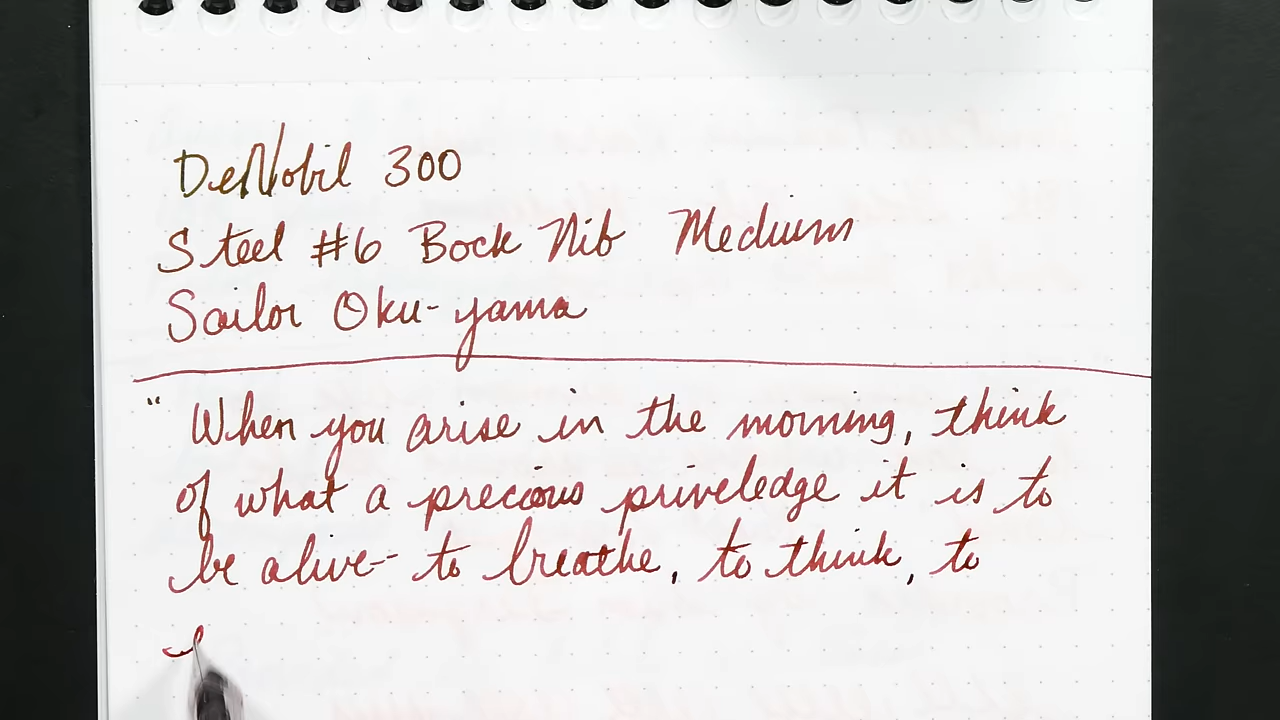 DeNobil 300
Steel #6 Bock Nib Medium
Sailor Oku-yama
"When you arise in the morning, think
of what a precious priveledge it is to
be alive- to breathe, to think, to